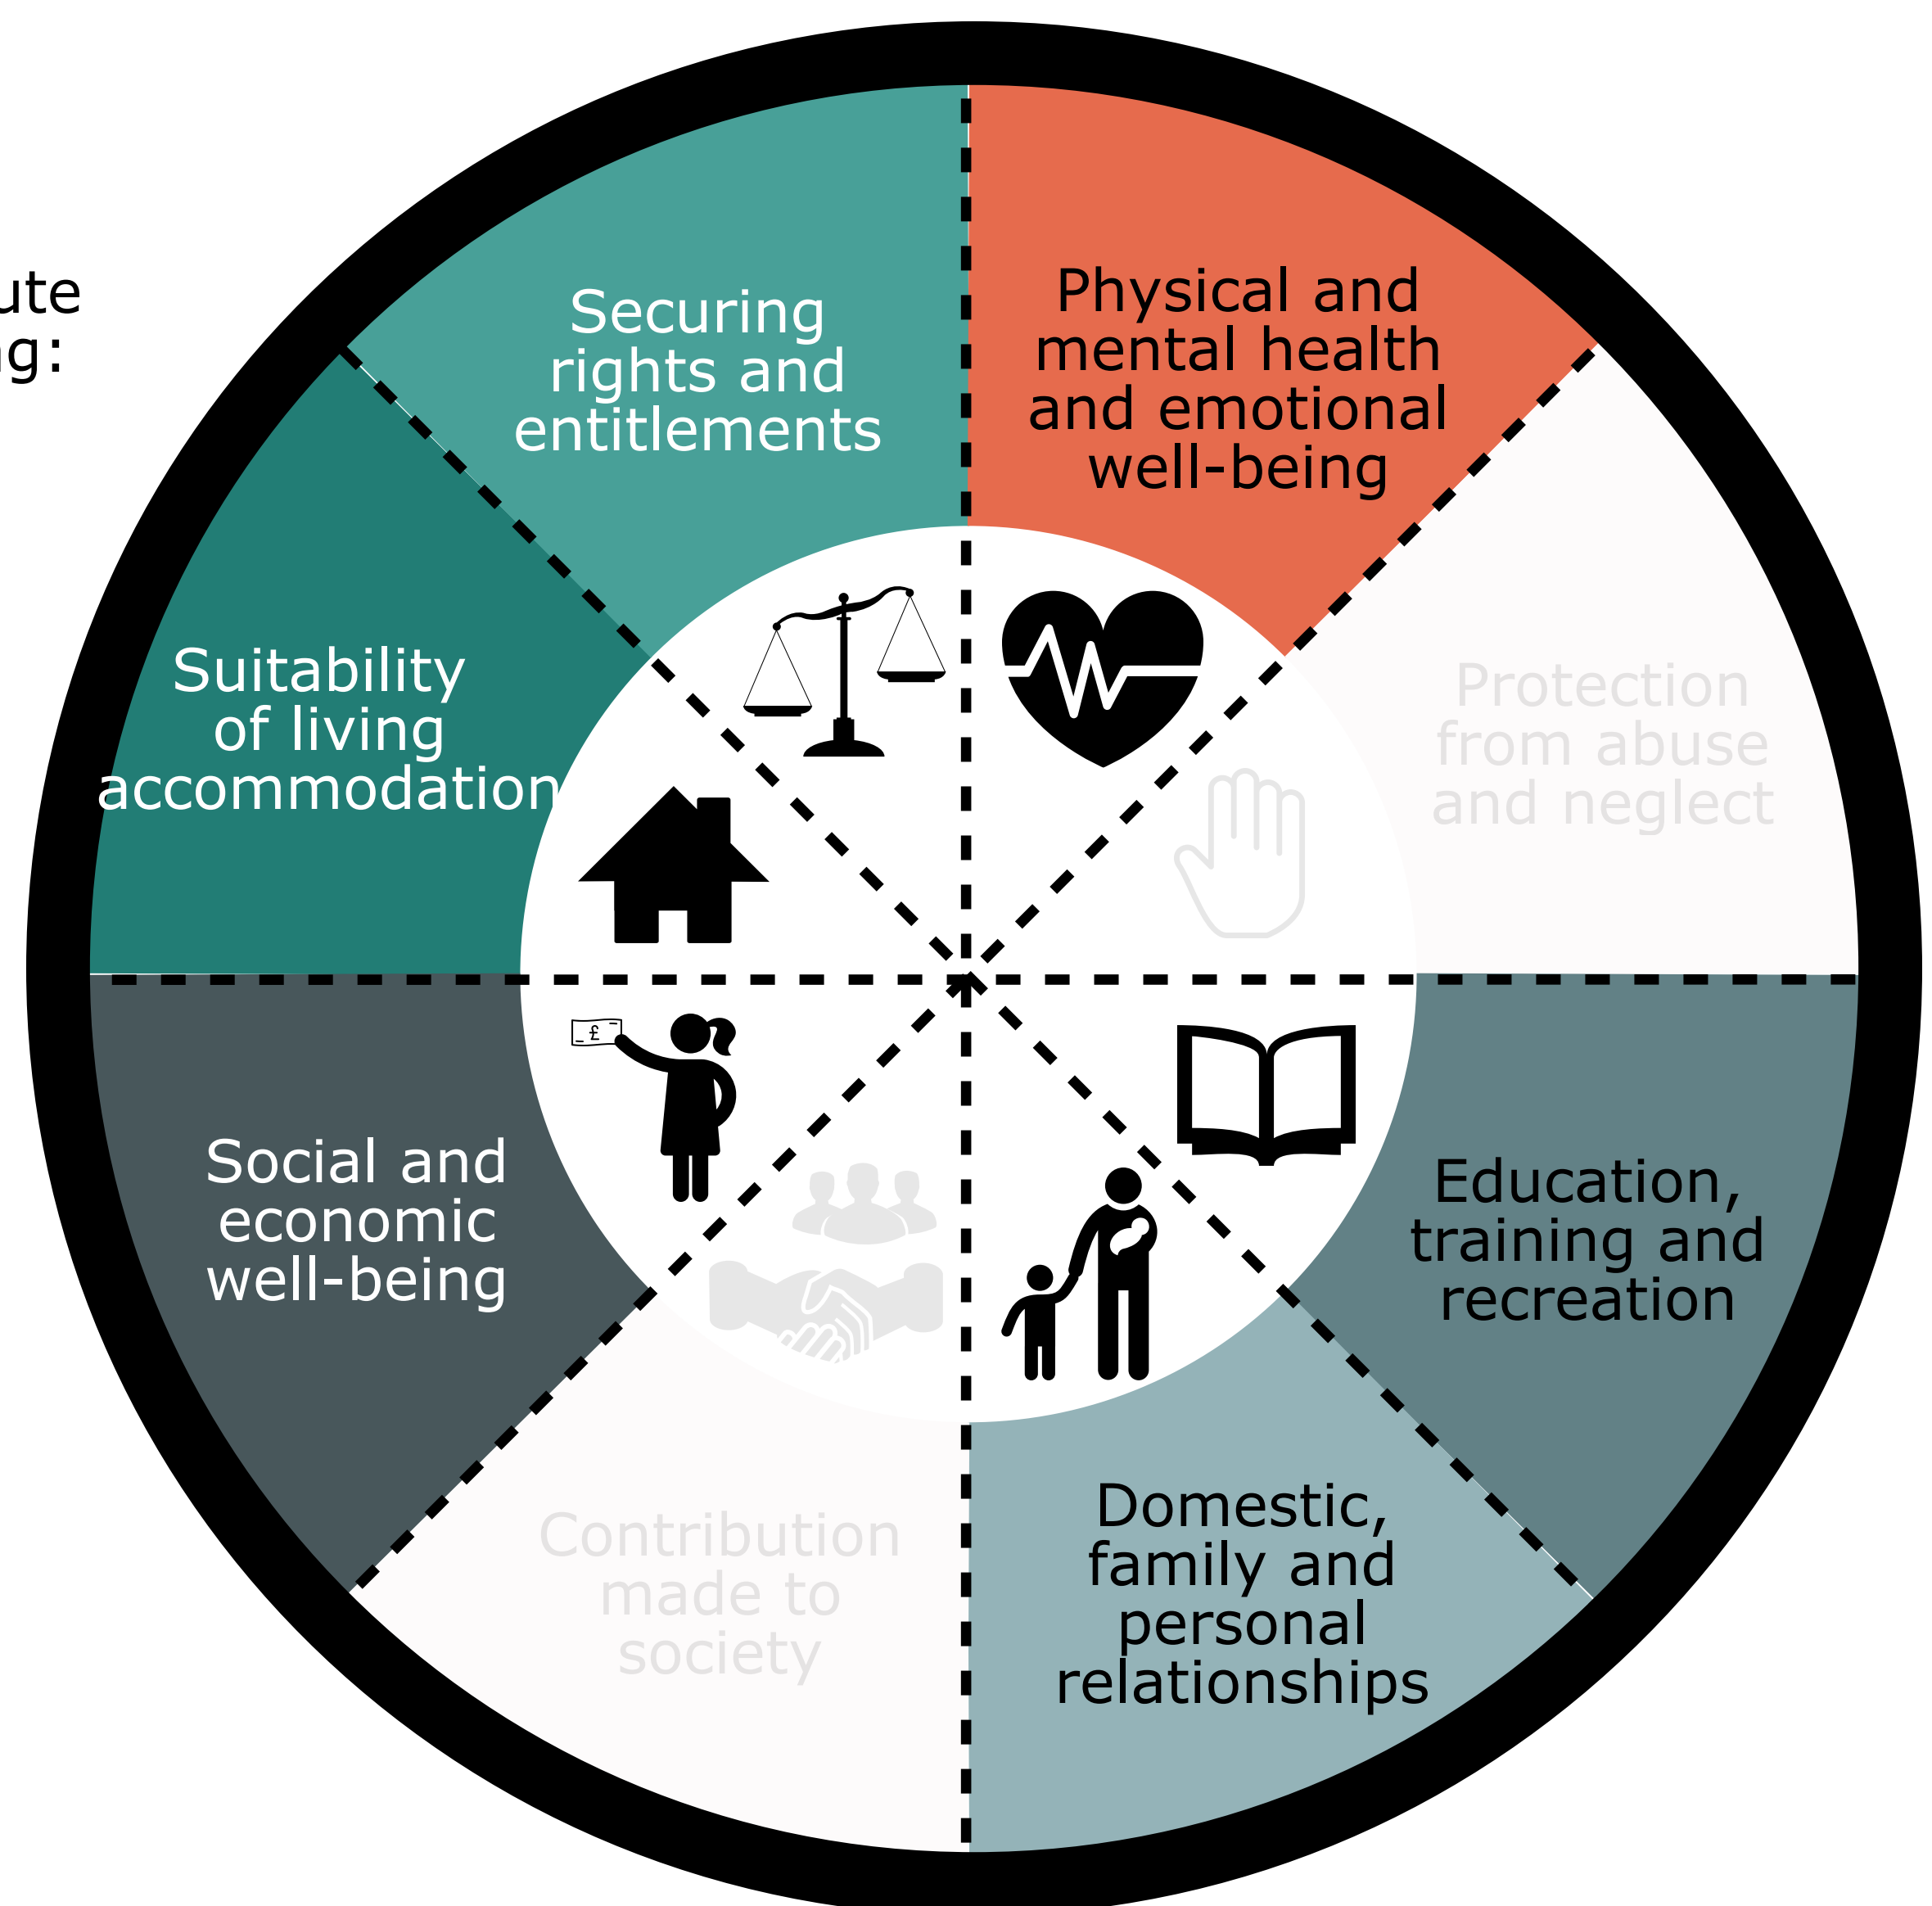 Securing
rights and
entitlements
Physical and
mental health
and emotional
well-being
Protection
from abuse
and neglect
Education,
training and
recreation
Domestic,
family and
personal
relationships
Contribution
made to
society
Social and
economic
well-being
Suitability
of living
accommodation
£